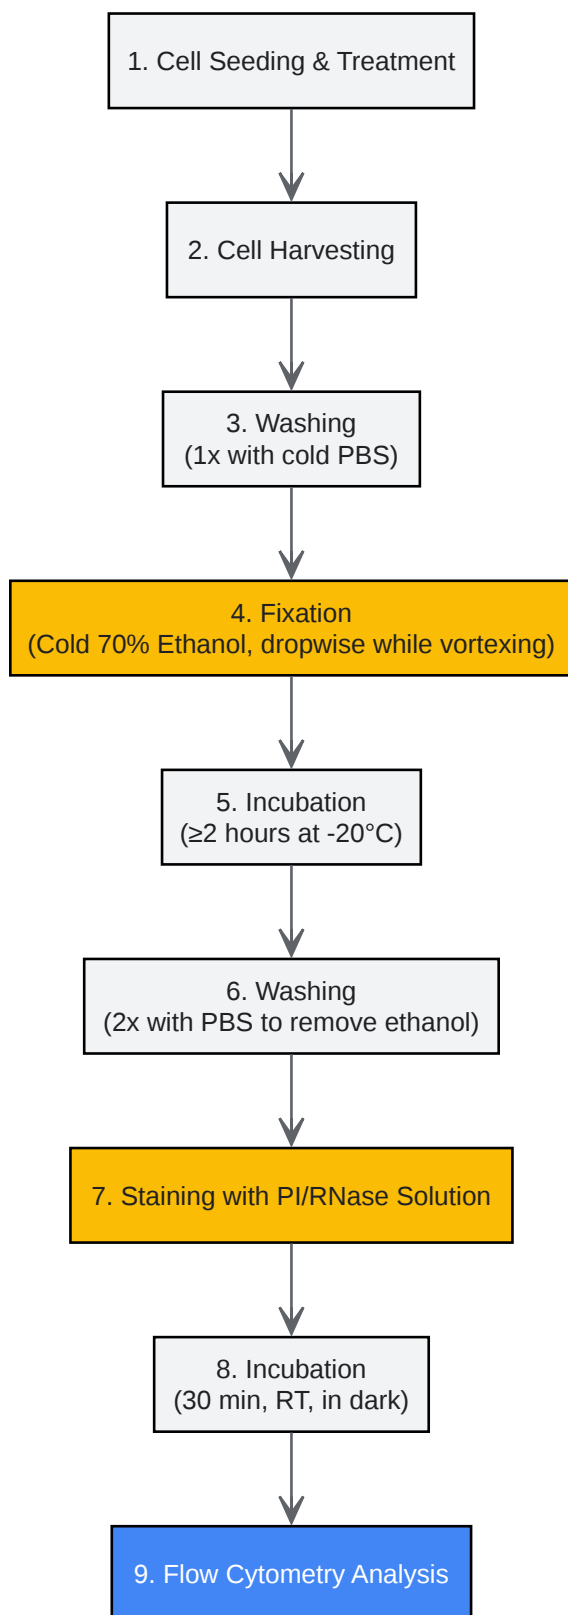 1. Cell Seeding & Treatment
2. Cell Harvesting
3. Washing
(1x with cold PBS)
4. Fixation
(Cold 70% Ethanol, dropwise while vortexing)
5. Incubation
(≥2 hours at -20°C)
6. Washing
(2x with PBS to remove ethanol)
7. Staining with PI/RNase Solution
8. Incubation
(30 min, RT, in dark)
9. Flow Cytometry Analysis